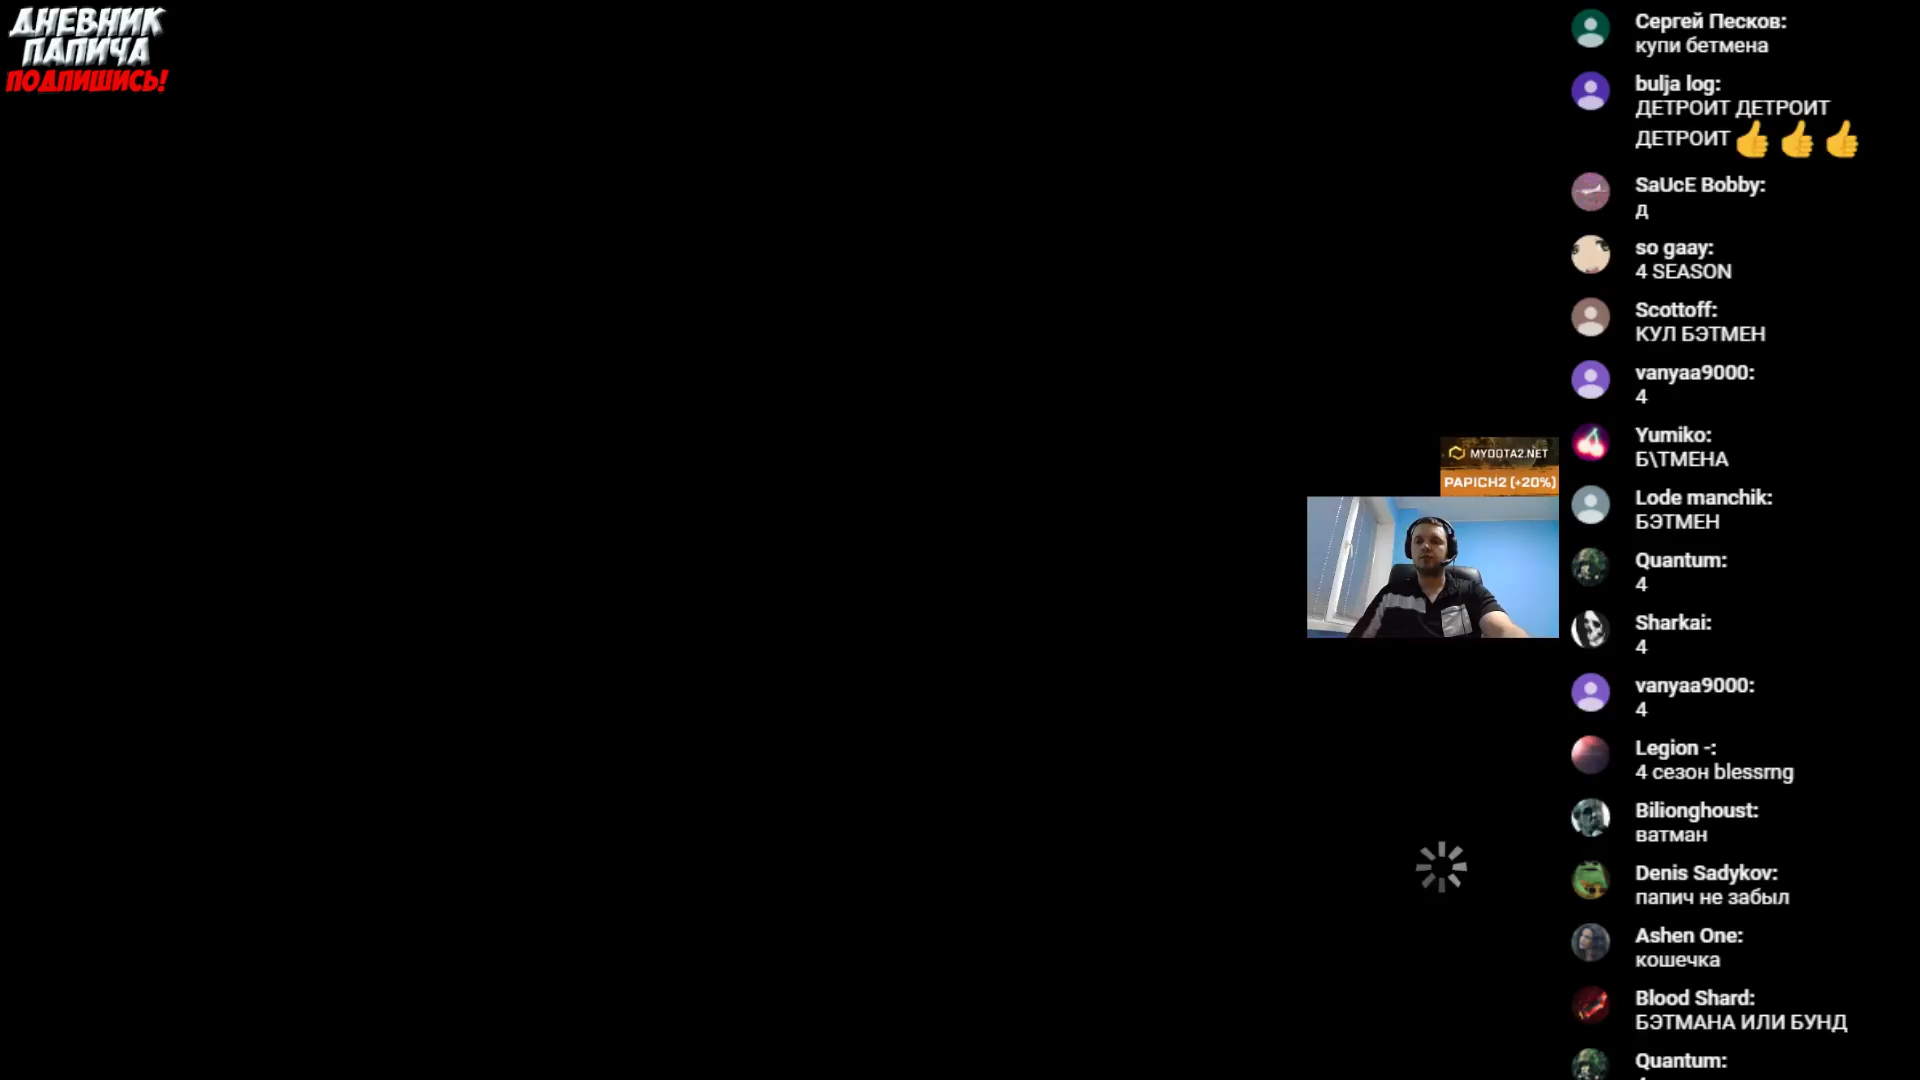 ДНЕВНИК
ПАПИЧА
ПОДПИШИСЬ!
MYDOTA2.NET
PAPICH2 (+20%)
Сергей Песков:
купи бетмена
bulja log:
ДЕТРОИТ ДЕТРОИТ
ДЕТРОИТ
SaUcE Bobby:
д
so gaay:
4 SEASON
Scottoff:
КУЛ БЭТМЕН
vanyaa9000:
4
Yumiko:
Б\ТМЕНА
Lode manchik:
БЭТМЕН
Quantum:
4
Sharkai:
4
vanyaa9000:
4
Legion -:
4 сезон blessrng
Bilionghoust:
ватман
Denis Sadykov:
папич не забыл
Ashen One:
кошечка
Blood Shard:
БЭТМАНА ИЛИ БУНД
Quantum: